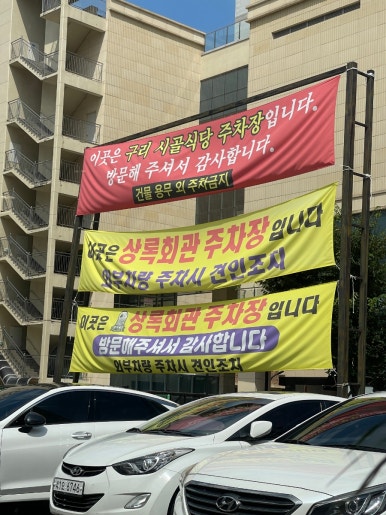 이곳은 구리 시골식당 주차장입니다.
방문해 주셔서 감사합니다.
건물 용무 외 주차금지
이곳은 상록회관 주차장입니다
외부차량 주차시 견인조치
이곳은 상록회관 주차장입니다
방문해주셔서 감사합니다
외부차량 주차시 견인조치
41오 6746